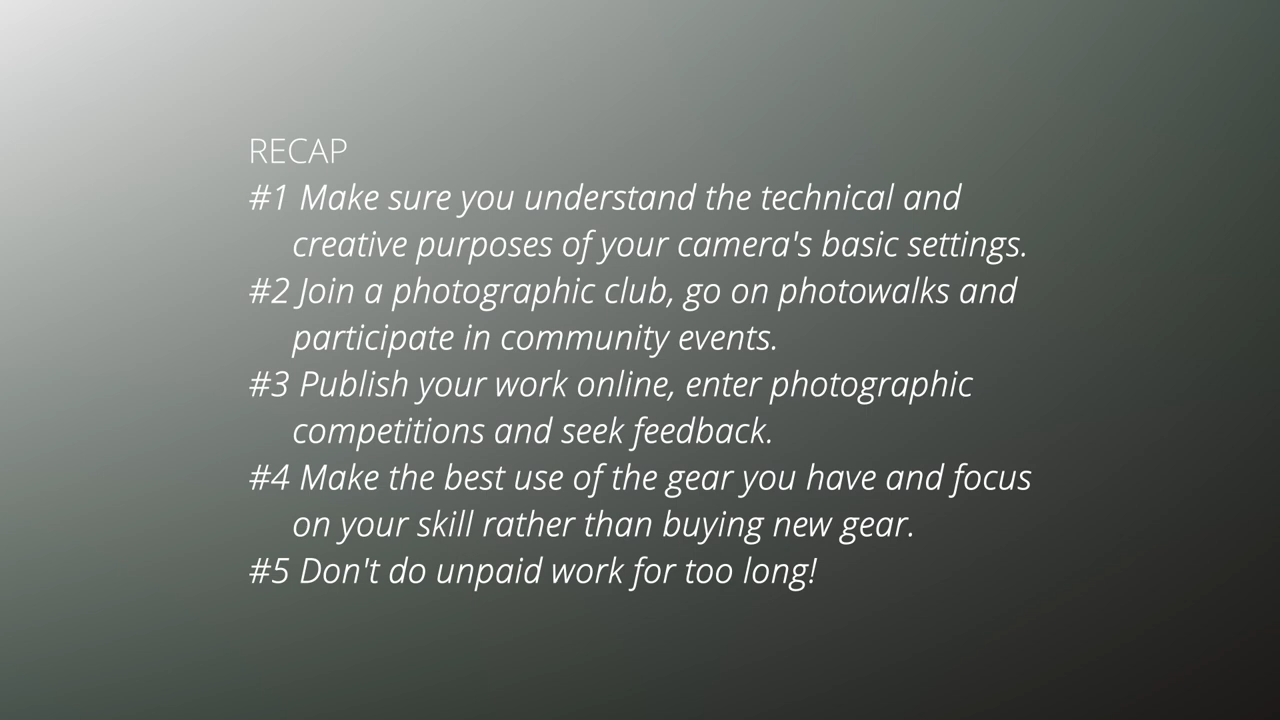 RECAP
#1 Make sure you understand the technical and
creative purposes of your camera's basic settings.
#2 Join a photographic club, go on photowalks and
participate in community events.
#3 Publish your work online, enter photographic
competitions and seek feedback.
#4 Make the best use of the gear you have and focus
on your skill rather than buying new gear.
#5 Don't do unpaid work for too long!